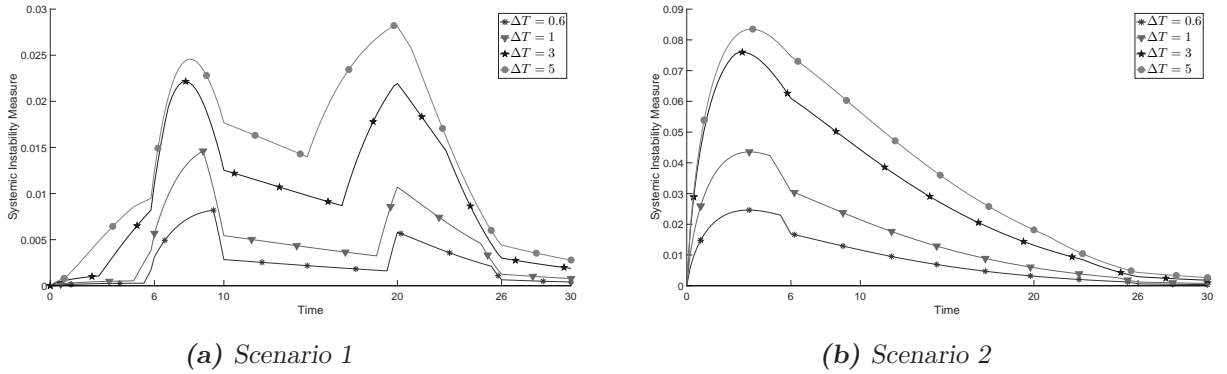 Systemic Instability Measure
0.03
0.025
0.02
0.015
0.01
0.005
0
0 6 10 20 26 30
Time
ΔT = 0.6
ΔT = 1
ΔT = 3
ΔT = 5
(a) Scenario 1
Systemic Instability Measure
0.09
0.08
0.07
0.06
0.05
0.04
0.03
0.02
0.01
0
0 6 10 20 26 30
Time
ΔT = 0.6
ΔT = 1
ΔT = 3
ΔT = 5
(b) Scenario 2